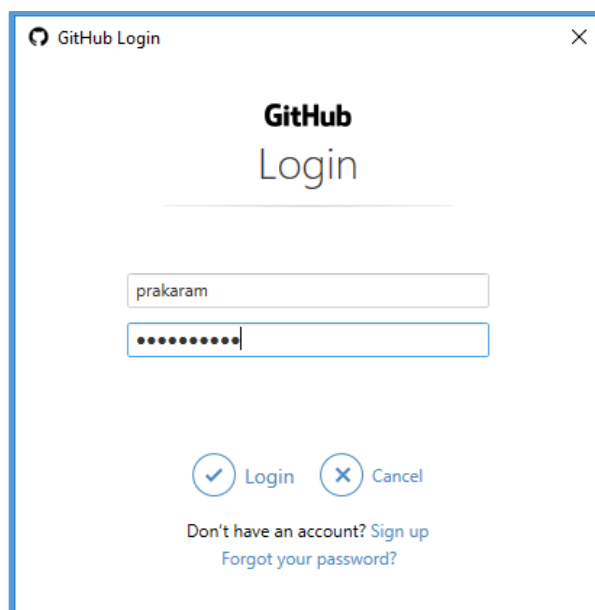 GitHub Login
GitHub
Login
prakaram
●●●●●●●●●●
Login Cancel
Don't have an account? Sign up
Forgot your password?